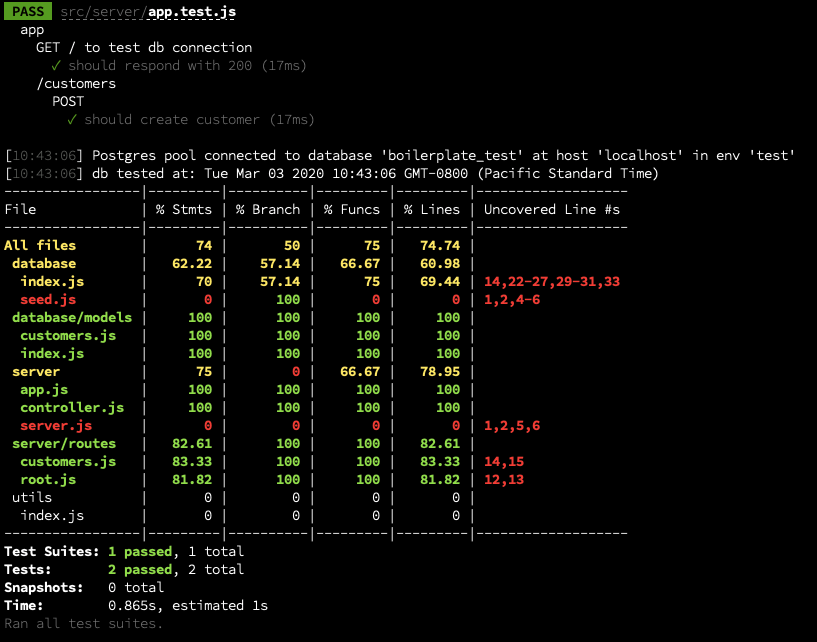 PASS src/server/app.test.js
app
GET / to test db connection
✓ should respond with 200 (17ms)
/customers
POST
✓ should create customer (17ms)
[10:43:06] Postgres pool connected to database 'boilerplate_test' at host 'localhost' in env 'test'
[10:43:06] db tested at: Tue Mar 03 2020 10:43:06 GMT-0800 (Pacific Standard Time)
-----------------|---------|----------|---------|---------|-------------------
File | % Stmts | % Branch | % Funcs | % Lines | Uncovered Line #s
-----------------|---------|----------|---------|---------|-------------------
All files | 74 | 50 | 75 | 74.74 |
database | 62.22 | 57.14 | 66.67 | 60.98 |
index.js | 70 | 57.14 | 75 | 69.44 | 14,22-27,29-31,33
seed.js | 0 | 100 | 0 | 0 | 1,2,4-6
database/models | 100 | 100 | 100 | 100 |
customers.js | 100 | 100 | 100 | 100 |
index.js | 100 | 100 | 100 | 100 |
server | 75 | 0 | 66.67 | 78.95 |
app.js | 100 | 100 | 100 | 100 |
controller.js | 100 | 100 | 100 | 100 |
server.js | 0 | 0 | 0 | 0 | 1,2,5,6
server/routes | 82.61 | 100 | 100 | 82.61 |
customers.js | 83.33 | 100 | 100 | 83.33 | 14,15
root.js | 81.82 | 100 | 100 | 81.82 | 12,13
utils | 0 | 0 | 0 | 0 |
index.js | 0 | 0 | 0 | 0 |
-----------------|---------|----------|---------|---------|-------------------
Test Suites: 1 passed, 1 total
Tests: 2 passed, 2 total
Snapshots: 0 total
Time: 0.865s, estimated 1s
Ran all test suites.